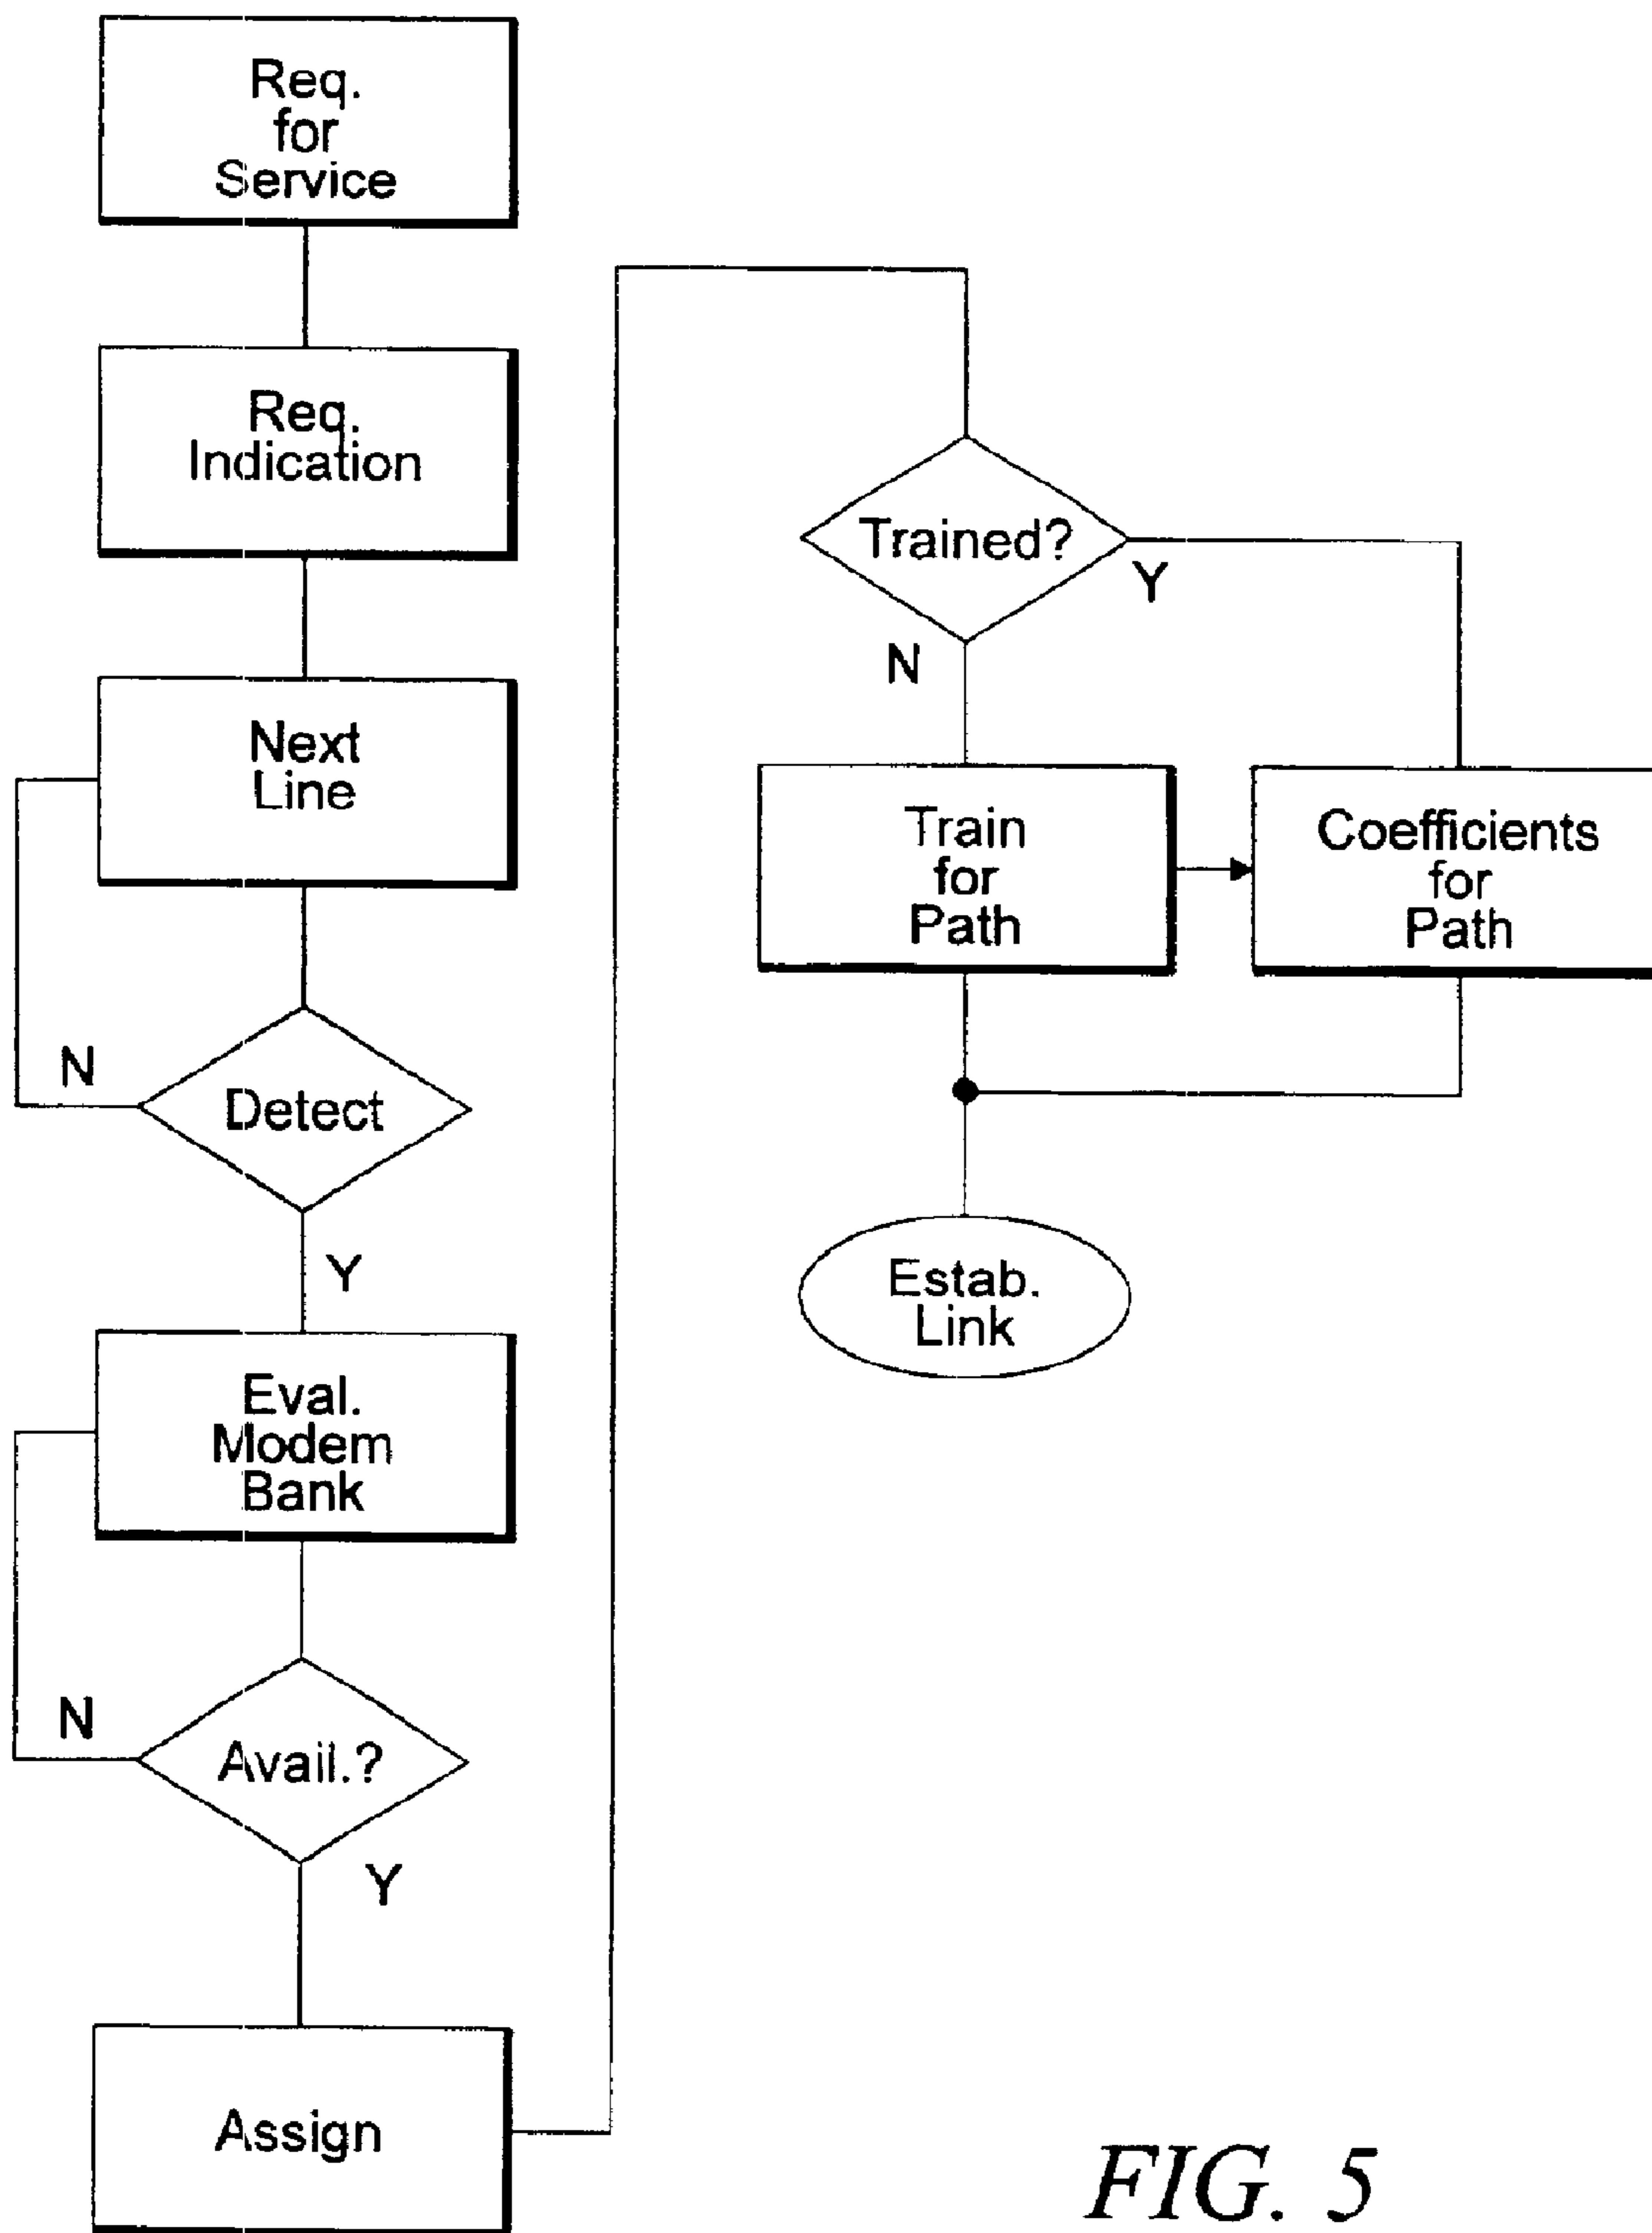 Req.
for
Service
Req.
Indication
Next
Line
N
Detect
Y
Eval.
Modem
Bank
N
Avail.?
Y
Assign
Trained?
Y
N
Train
for
Path
Coefficients
for
Path
Estab.
Link
FIG. 5